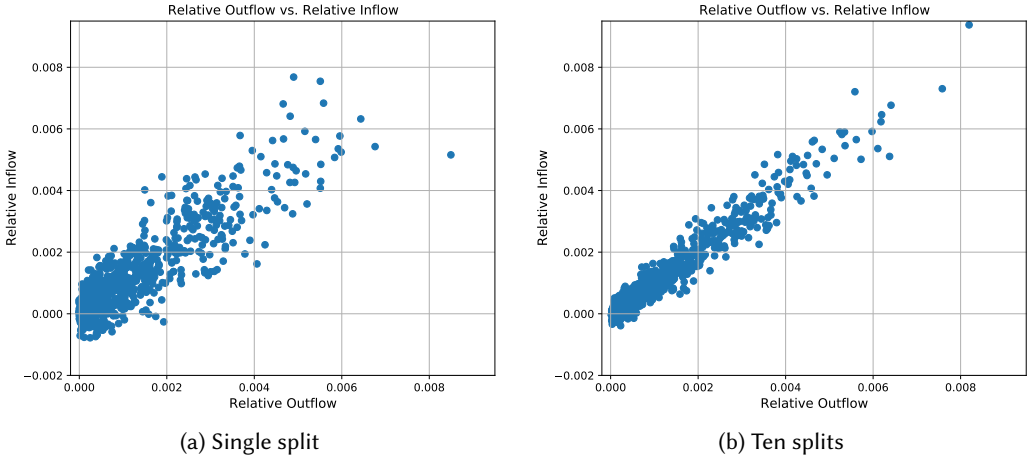 Relative Outflow vs. Relative Inflow
0.008
0.006
0.004
0.002
0.000
−0.002
Relative Inflow
0.000 0.002 0.004 0.006 0.008
Relative Outflow
(a) Single split
Relative Outflow vs. Relative Inflow
0.008
0.006
0.004
0.002
0.000
−0.002
Relative Inflow
0.000 0.002 0.004 0.006 0.008
Relative Outflow
(b) Ten splits